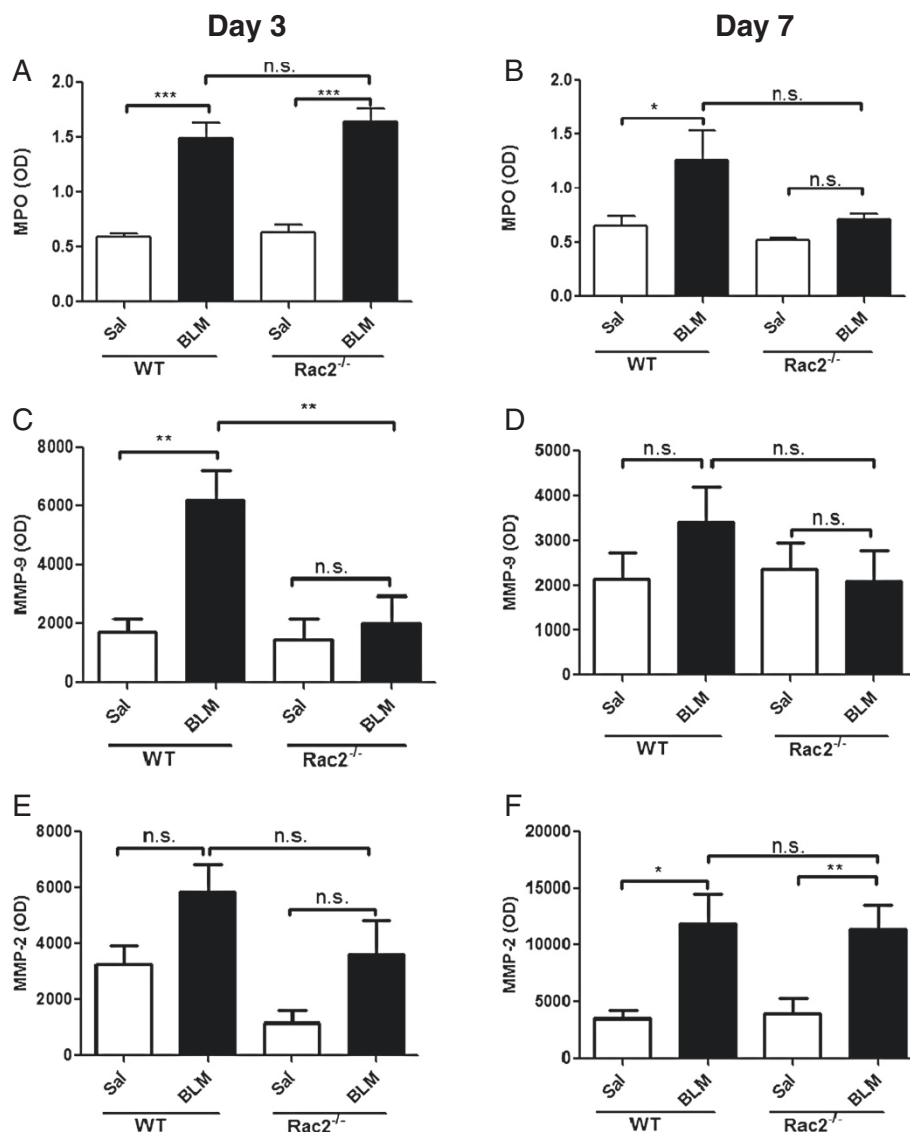 Day 3
Day 7
A
n.s.
***
***
MPO (OD)
2.0
1.5
1.0
0.5
0.0
Sal
BLM
Sal
BLM
WT
Rac2-/-
B
n.s.
*
n.s.
MPO (OD)
2.0
1.5
1.0
0.5
0.0
Sal
BLM
Sal
BLM
WT
Rac2-/-
C
**
**
n.s.
MMP-9 (OD)
8000
6000
4000
2000
0
Sal
BLM
Sal
BLM
WT
Rac2-/-
D
n.s.
n.s.
n.s.
MMP-9 (OD)
5000
4000
3000
2000
1000
0
Sal
BLM
Sal
BLM
WT
Rac2-/-
E
n.s.
n.s.
n.s.
MMP-2 (OD)
8000
6000
4000
2000
0
Sal
BLM
Sal
BLM
WT
Rac2-/-
F
n.s.
*
**
MMP-2 (OD)
20000
15000
10000
5000
0
Sal
BLM
Sal
BLM
WT
Rac2-/-